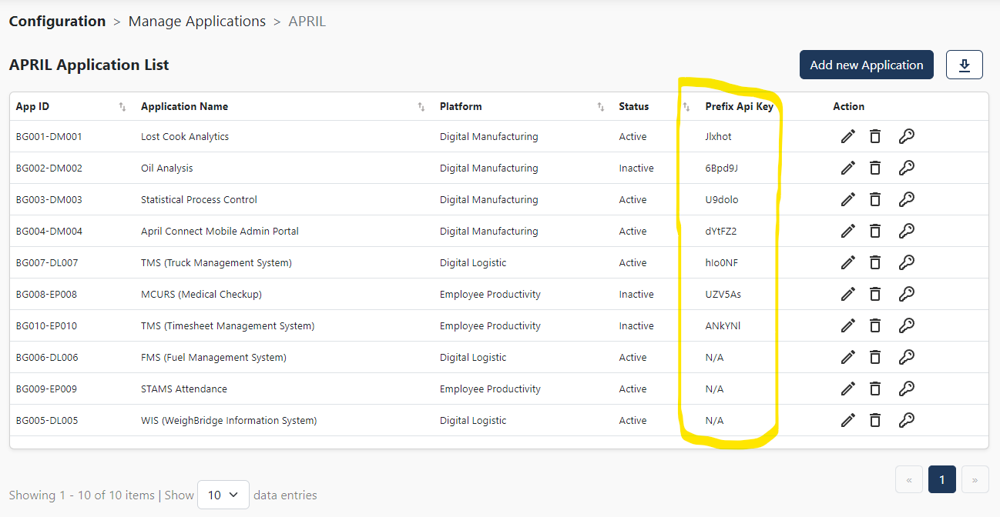 Configuration > Manage Applications > APRIL
APRIL Application List
Add new Application
App ID Application Name Platform Status Prefix Api Key Action
BG001-DM001 Lost Cook Analytics Digital Manufacturing Active Jlxhot
BG002-DM002 Oil Analysis Digital Manufacturing Inactive 6Bpd9J
BG003-DM003 Statistical Process Control Digital Manufacturing Active U9dolo
BG004-DM004 April Connect Mobile Admin Portal Digital Manufacturing Active dYtFZ2
BG007-DL007 TMS (Truck Management System) Digital Logistic Active hIo0NF
BG008-EP008 MCURS (Medical Checkup) Employee Productivity Inactive UZV5As
BG010-EP010 TMS (Timesheet Management System) Employee Productivity Inactive ANkYNl
BG006-DL006 FMS (Fuel Management System) Digital Logistic Active N/A
BG009-EP009 STAMS Attendance Employee Productivity Active N/A
BG005-DL005 WIS (WeighBridge Information System) Digital Logistic Active N/A
« 1 »
Showing 1 - 10 of 10 items | Show 10 data entries